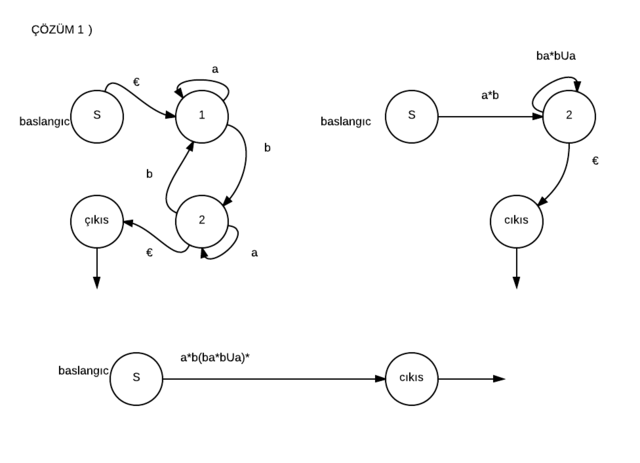 ÇÖZÜM 1 )
a
€
ba*bUa
a*b
baslangıc
S
1
b
baslangıc
S
2
b
€
çıkıs
2
€
a
cıkıs
a*b(ba*bUa)*
baslangıc
S
cıkıs